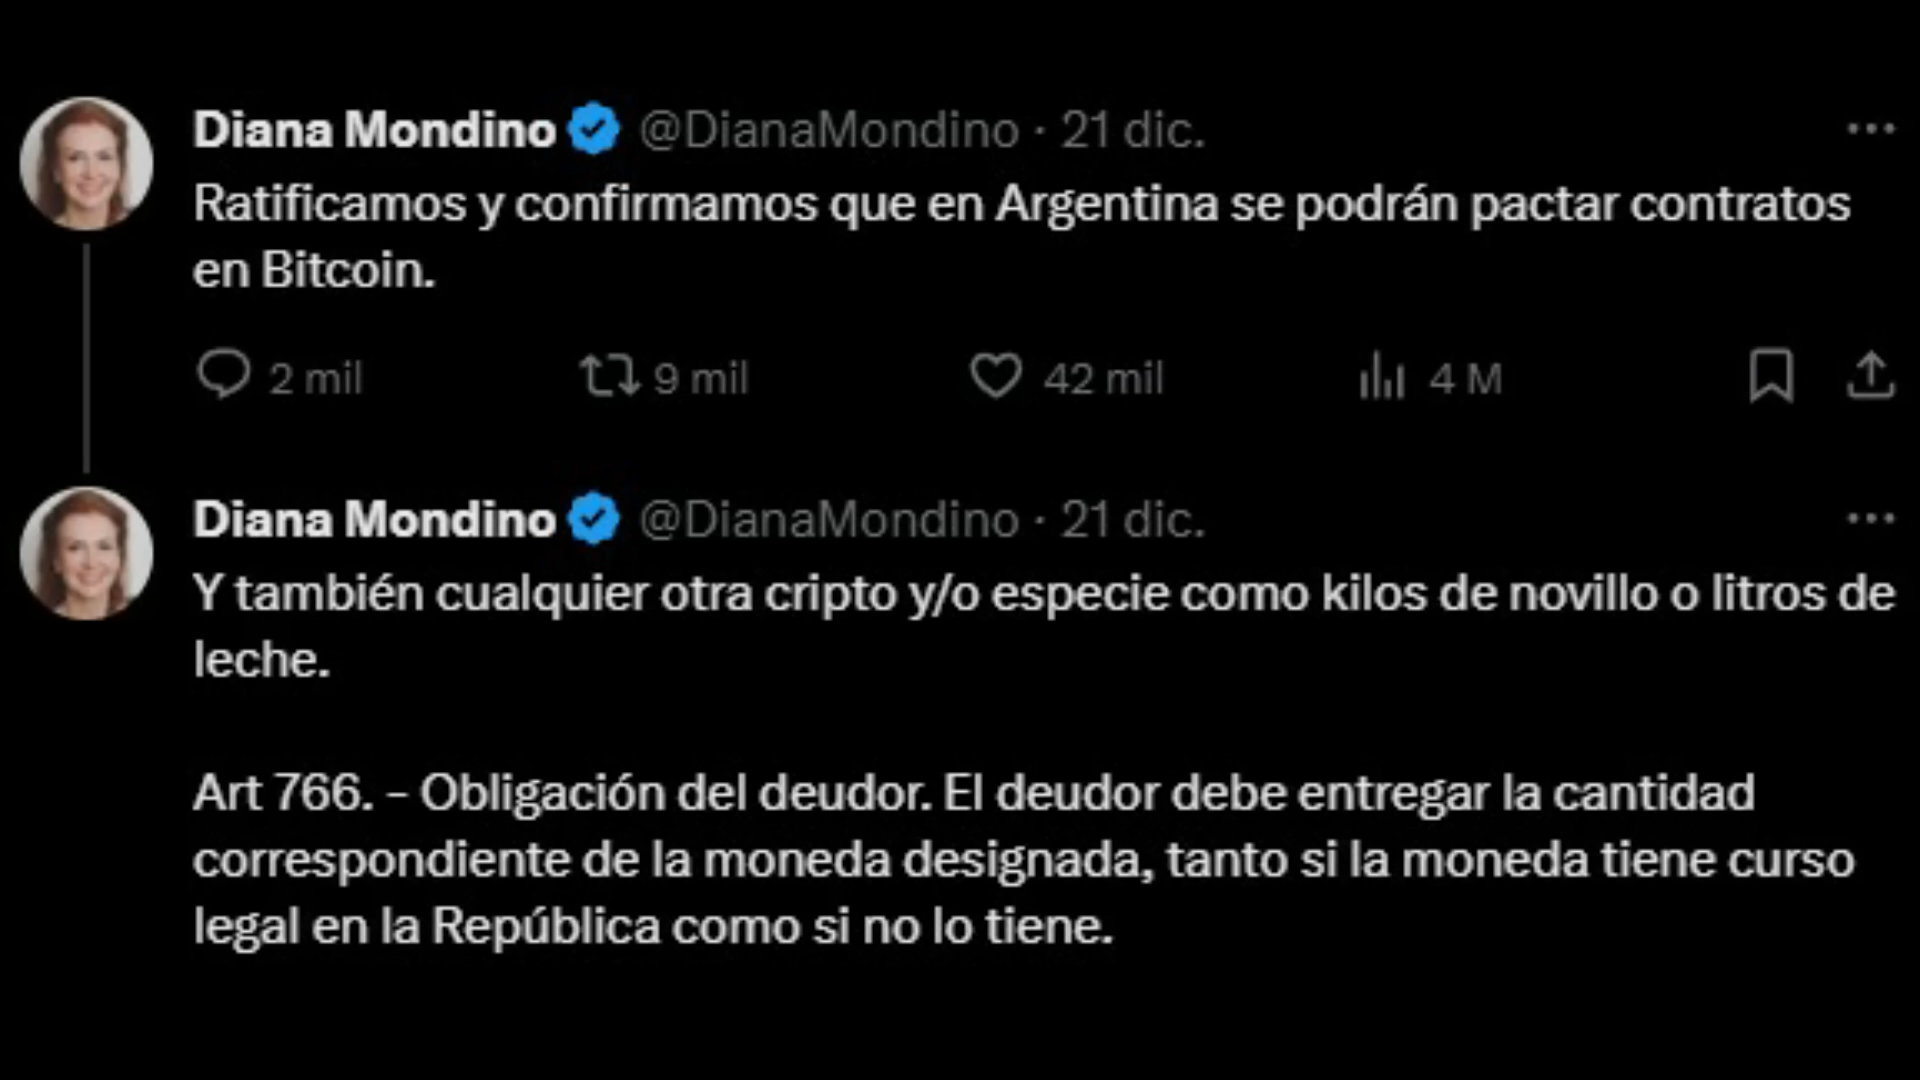 Diana Mondino @DianaMondino · 21 dic.
Ratificamos y confirmamos que en Argentina se podrán pactar contratos
en Bitcoin.
2 mil 9 mil 42 mil 4 M
Diana Mondino @DianaMondino · 21 dic.
Y también cualquier otra cripto y/o especie como kilos de novillo o litros de
leche.
Art 766. – Obligación del deudor. El deudor debe entregar la cantidad
correspondiente de la moneda designada, tanto si la moneda tiene curso
legal en la República como si no lo tiene.